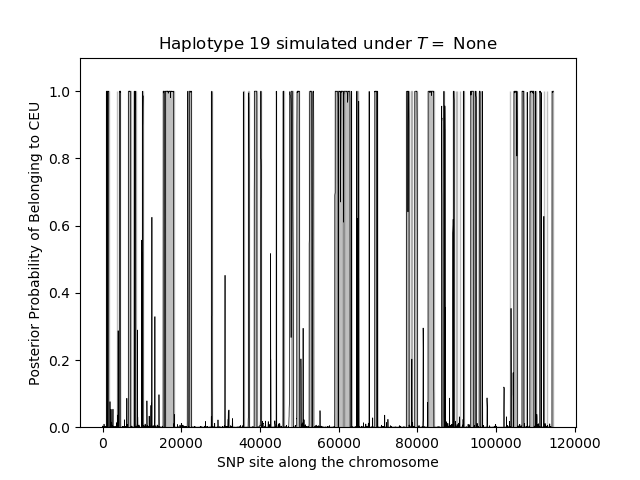 Haplotype 19 simulated under T = None
Posterior Probability of Belonging to CEU
1.0
0.8
0.6
0.4
0.2
0.0
0 20000 40000 60000 80000 100000 120000
SNP site along the chromosome